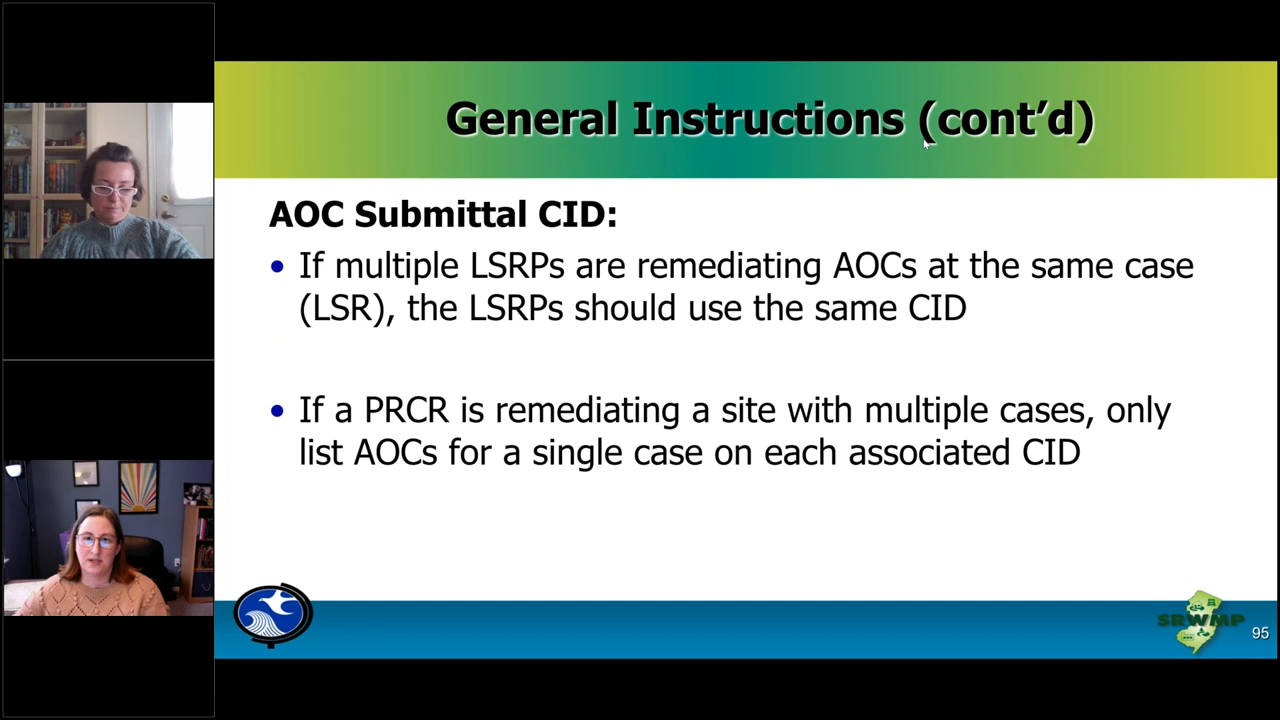 General Instructions (cont’d)
AOC Submittal CID:
• If multiple LSRPs are remediating AOCs at the same case
(LSR), the LSRPs should use the same CID
• If a PRCR is remediating a site with multiple cases, only
list AOCs for a single case on each associated CID
SRWMP
95